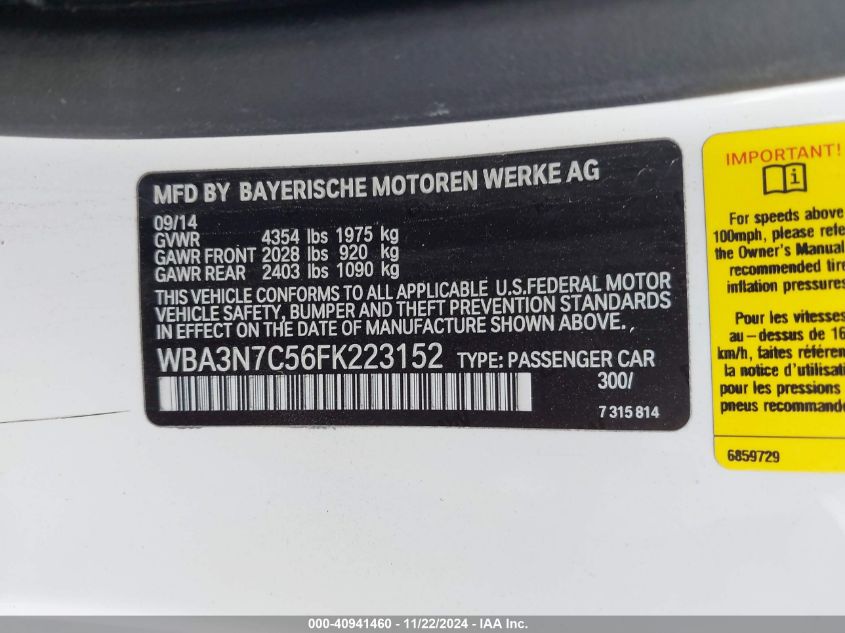 MFD BY BAYERISCHE MOTOREN WERKE AG
09/14
GVWR 4354 lbs 1975 kg
GAWR FRONT 2028 lbs 920 kg
GAWR REAR 2403 lbs 1090 kg
THIS VEHICLE CONFORMS TO ALL APPLICABLE U.S.FEDERAL MOTOR
VEHICLE SAFETY, BUMPER AND THEFT PREVENTION STANDARDS
IN EFFECT ON THE DATE OF MANUFACTURE SHOWN ABOVE.
WBA3N7C56FK223152 TYPE: PASSENGER CAR
300/
7 315 814
IMPORTANT!
i
For speeds above
100mph, please refe
the Owner's Manual
recommended tire
inflation pressures
Pour les vitesses
au-dessus de 16
km/h, faites référen
la notice d'utilisati
pour les pressions
pneus recommandé
6859729
000-40941460 - 11/22/2024 - IAA Inc.